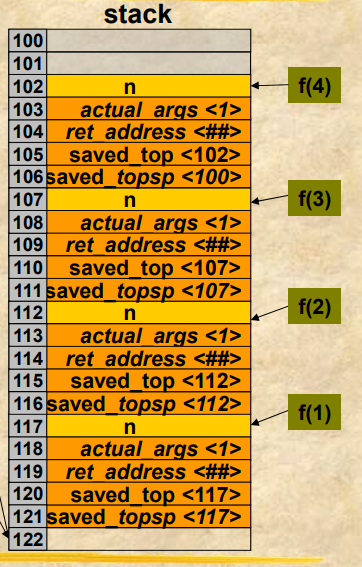 stack
100
101
102 n f(4)
103 actual_args <1>
104 ret_address <##>
105 saved_top <102>
106 saved_topsp <100>
107 n f(3)
108 actual_args <1>
109 ret_address <##>
110 saved_top <107>
111 saved_topsp <107>
112 n f(2)
113 actual_args <1>
114 ret_address <##>
115 saved_top <112>
116 saved_topsp <112>
117 n f(1)
118 actual_args <1>
119 ret_address <##>
120 saved_top <117>
121 saved_topsp <117>
122